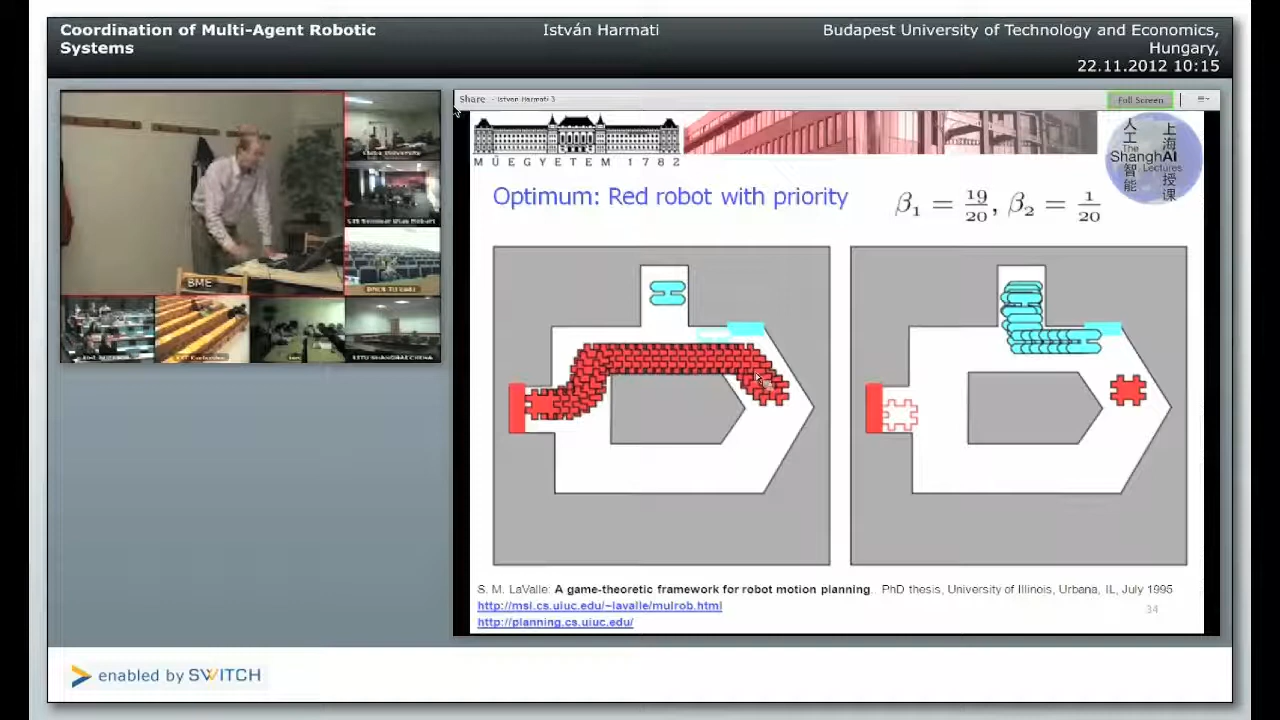 Coordination of Multi-Agent Robotic
Systems
István Harmati
Budapest University of Technology and Economics,
Hungary,
22.11.2012 10:15
BME
Share - Istvan Harmati 3
Full Screen
MŰEGYETEM 1782
人工智能
The
ShanghAI
Lectures
上海授课
Optimum: Red robot with priority
β₁ = 19/20, β₂ = 1/20
S. M. LaValle: A game-theoretic framework for robot motion planning. PhD thesis, University of Illinois, Urbana, IL, July 1995
http://msl.cs.uiuc.edu/~lavalle/mulrob.html
http://planning.cs.uiuc.edu/
34
enabled by SWITCH